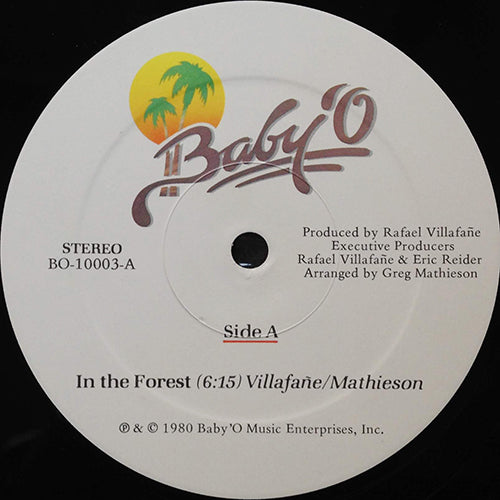 Baby'O
STEREO
BO-10003-A
Produced by Rafael Villafañe
Executive Producers
Rafael Villafañe & Eric Reider
Arranged by Greg Mathieson
Side A
In the Forest (6:15) Villafañe/Mathieson
℗ & © 1980 Baby'O Music Enterprises, Inc.